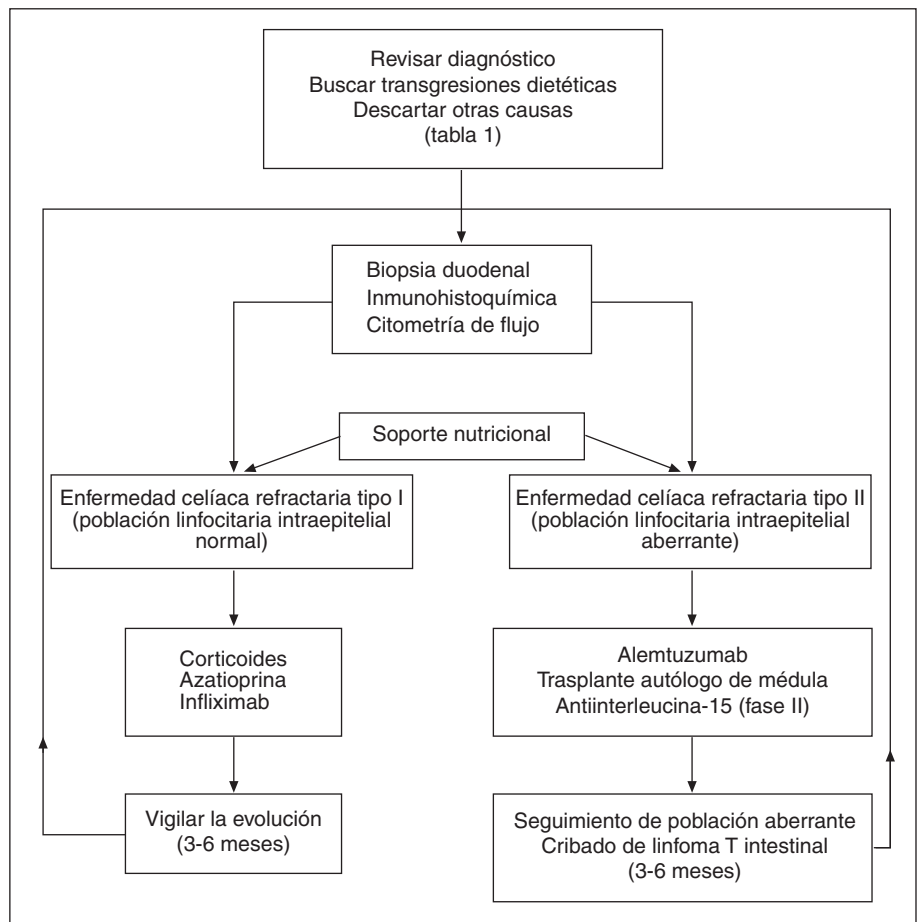 Revisar diagnóstico
Buscar transgresiones dietéticas
Descartar otras causas
(tabla 1)
Biopsia duodenal
Inmunohistoquímica
Citometría de flujo
Soporte nutricional
Enfermedad celíaca refractaria tipo I
(población linfocitaria intraepitelial
normal)
Enfermedad celíaca refractaria tipo II
(población linfocitaria intraepitelial
aberrante)
Corticoides
Azatioprina
Infliximab
Alemtuzumab
Trasplante autólogo de médula
Antiinterleucina-15 (fase II)
Vigilar la evolución
(3-6 meses)
Seguimiento de población aberrante
Cribado de linfoma T intestinal
(3-6 meses)